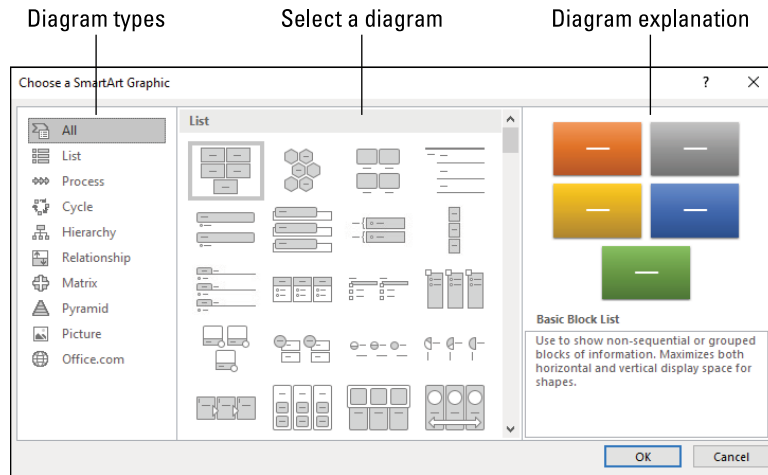 Diagram types
Select a diagram
Diagram explanation
Choose a SmartArt Graphic
?
All
List
Process
Cycle
Hierarchy
Relationship
Matrix
Pyramid
Picture
Office.com
List
Basic Block List
Use to show non-sequential or grouped
blocks of information. Maximizes both
horizontal and vertical display space for
shapes.
OK
Cancel